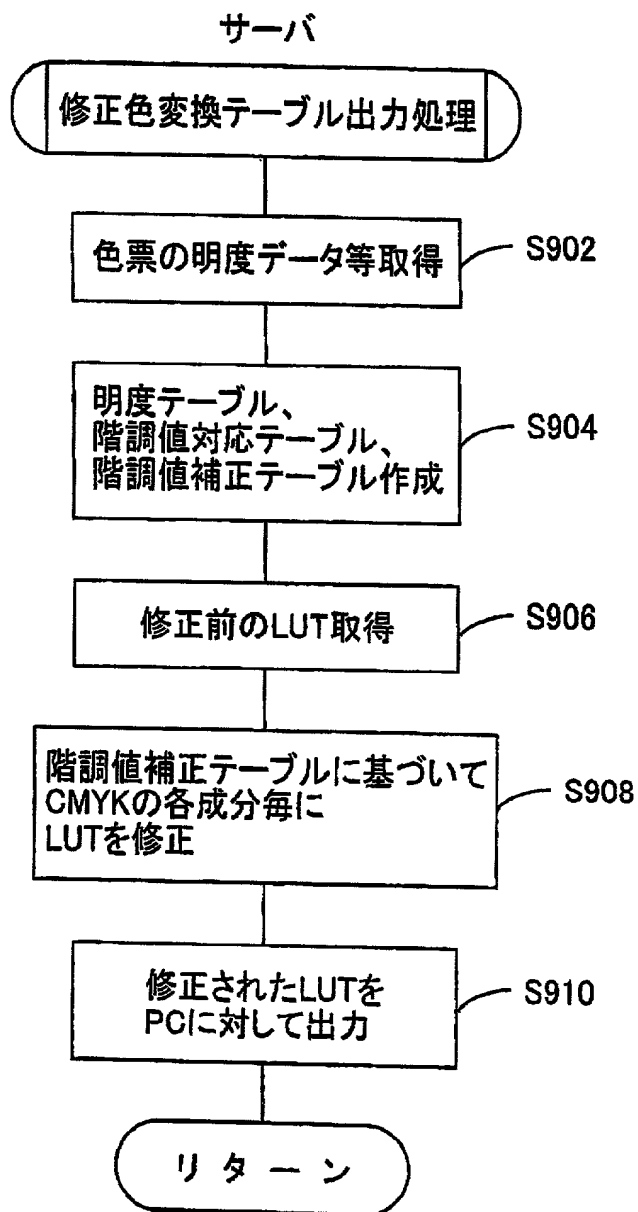 サーバ
修正色変換テーブル出力処理
色票の明度データ等取得
S902
明度テーブル、
階調値対応テーブル、
階調値補正テーブル作成
S904
修正前のLUT取得
S906
階調値補正テーブルに基づいて
CMYKの各成分毎に
LUTを修正
S908
修正されたLUTを
PCに対して出力
S910
リターン